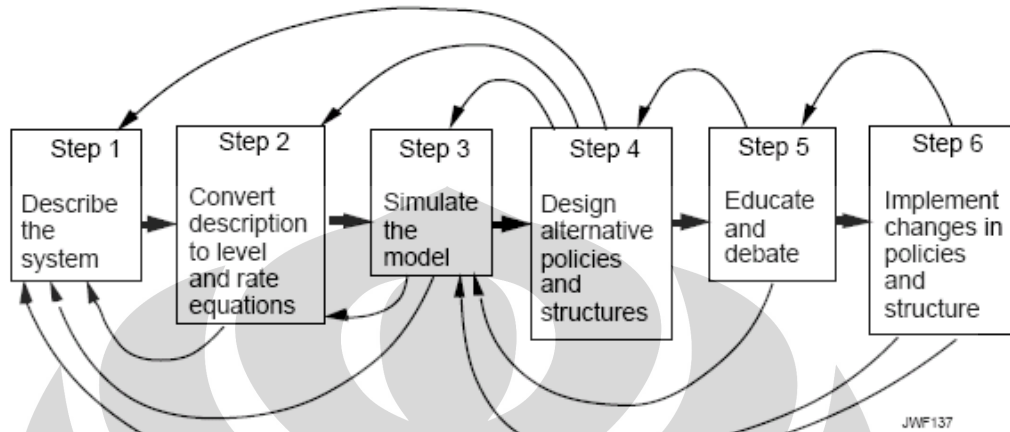 Step 1
Describe
the
system
Step 2
Convert
description
to level
and rate
equations
Step 3
Simulate
the
model
Step 4
Design
alternative
policies
and
structures
Step 5
Educate
and
debate
Step 6
Implement
changes in
policies
and
structure
JWF137